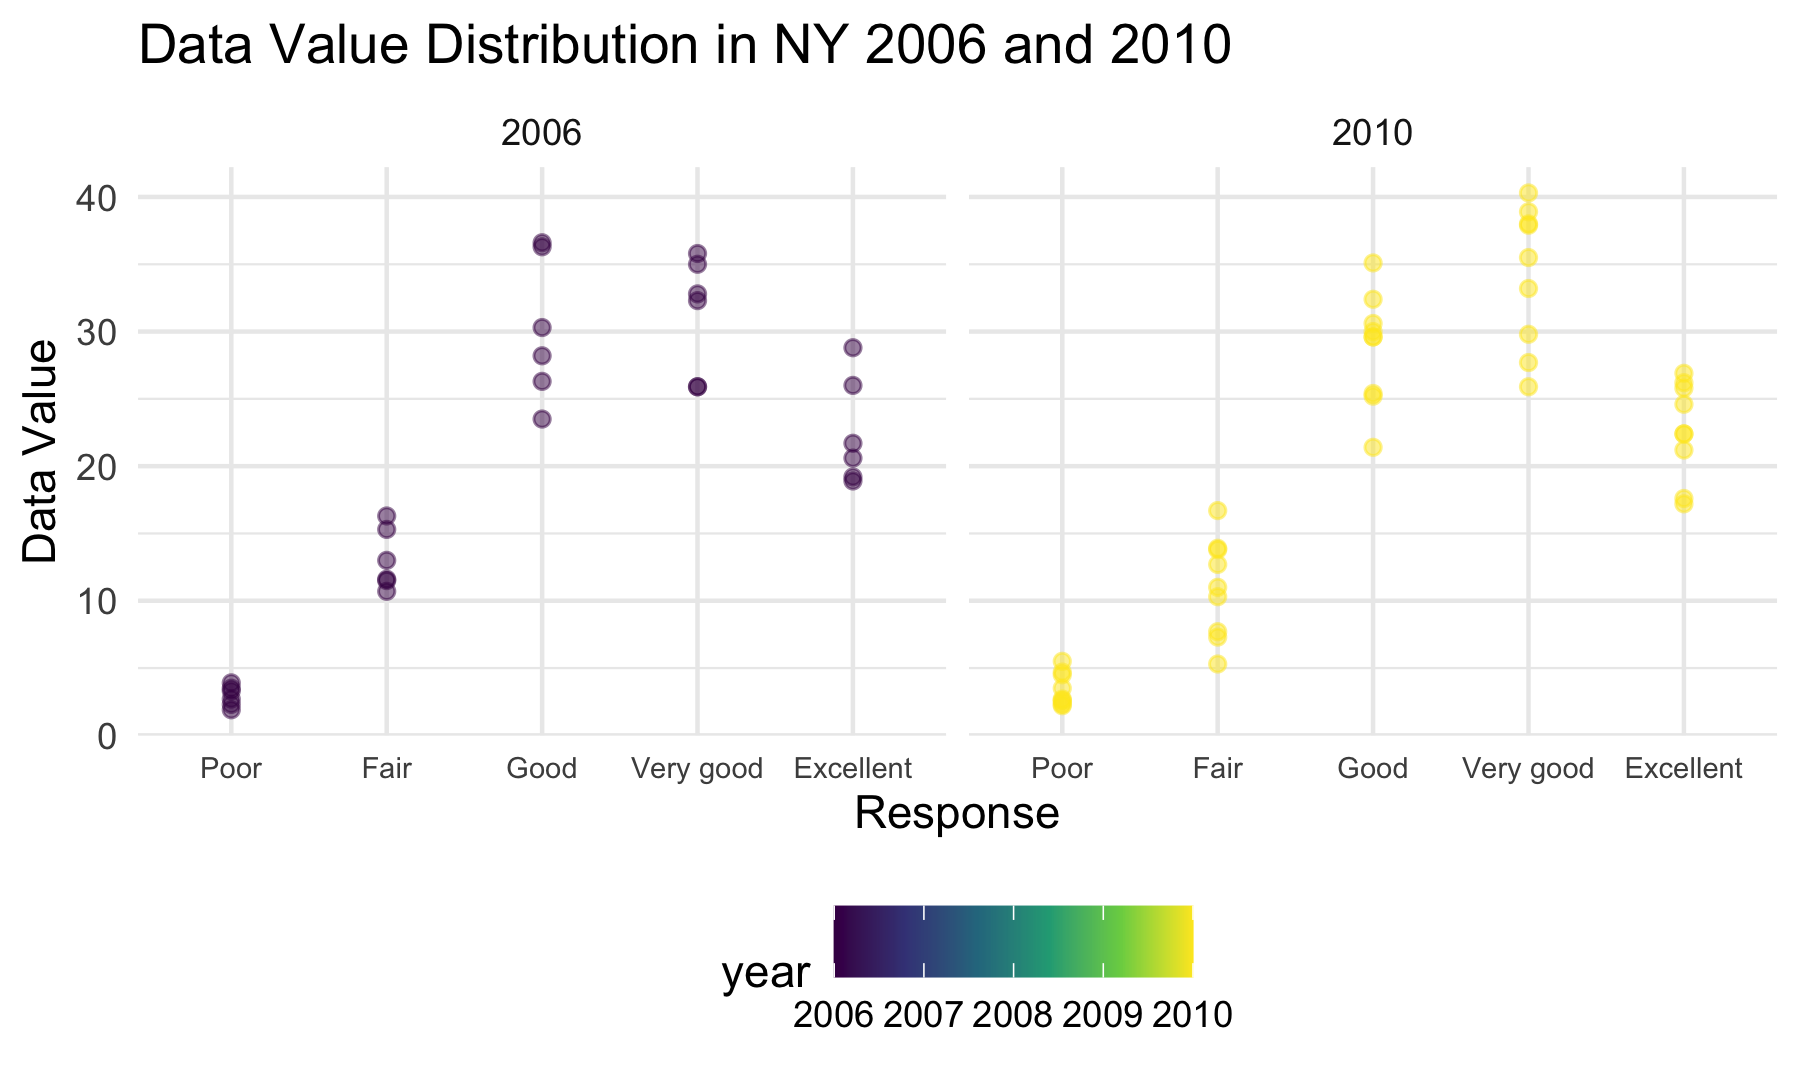 Data Value Distribution in NY 2006 and 2010
2006 2010
40
30
20
10
0
Data Value
Poor Fair Good Very good Excellent Poor Fair Good Very good Excellent
Response
year
2006 2007 2008 2009 2010